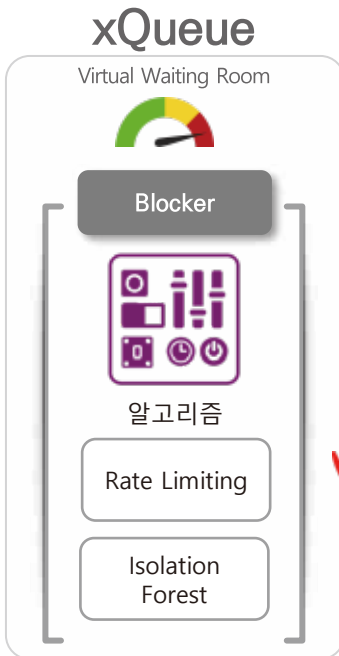 xQueue
Virtual Waiting Room
Blocker
알고리즘
Rate Limiting
Isolation
Forest